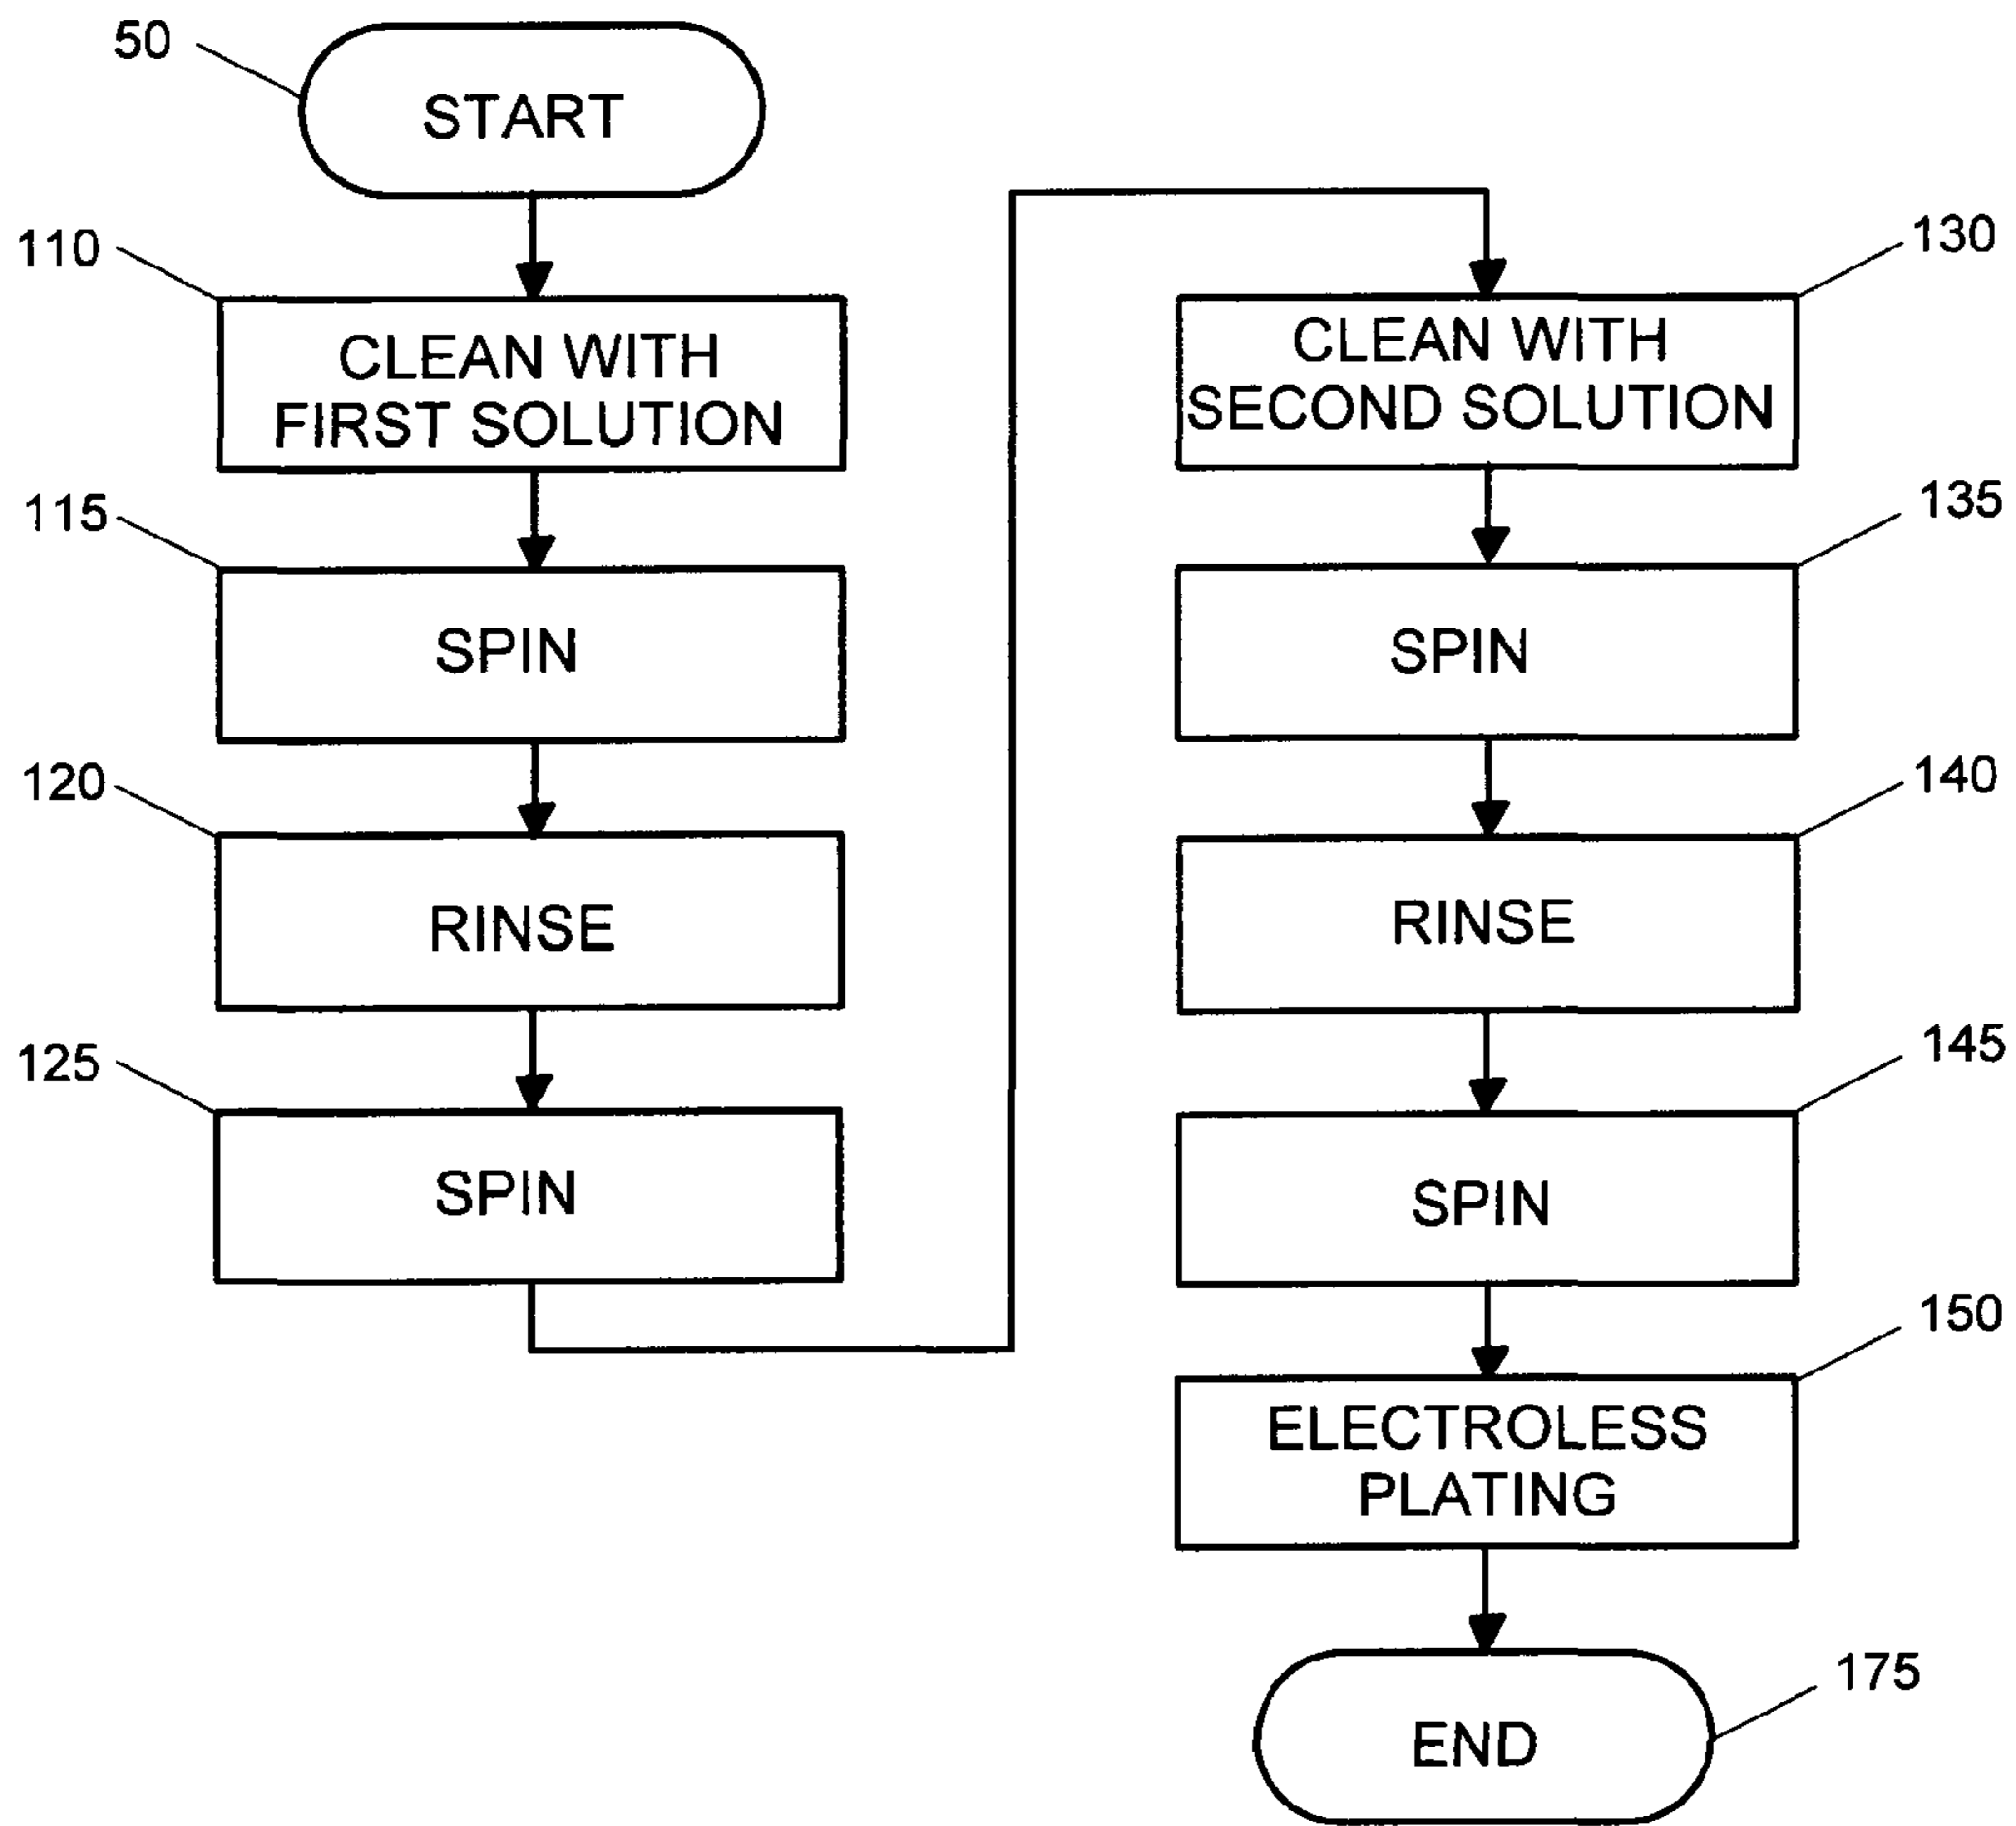 50
START
110
CLEAN WITH
FIRST SOLUTION
115
SPIN
120
RINSE
125
SPIN
130
CLEAN WITH
SECOND SOLUTION
135
SPIN
140
RINSE
145
SPIN
150
ELECTROLESS
PLATING
175
END